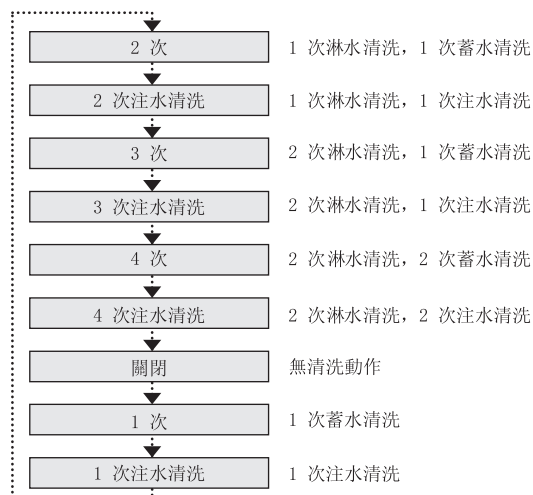 2 次 1 次淋水清洗，1 次蓄水清洗
2 次注水清洗 1 次淋水清洗，1 次注水清洗
3 次 2 次淋水清洗，1 次蓄水清洗
3 次注水清洗 2 次淋水清洗，1 次注水清洗
4 次 2 次淋水清洗，2 次蓄水清洗
4 次注水清洗 2 次淋水清洗，2 次注水清洗
關閉 無清洗動作
1 次 1 次蓄水清洗
1 次注水清洗 1 次注水清洗